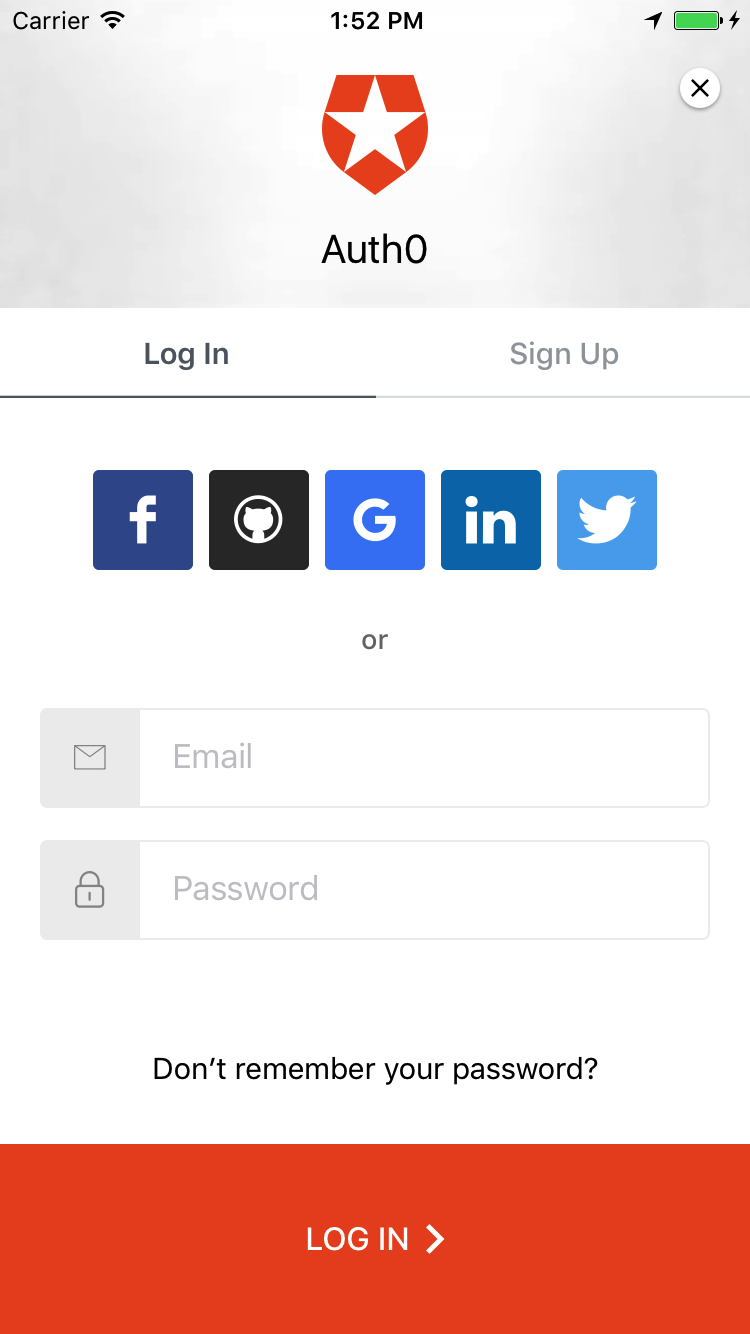 Carrier 1:52 PM
Auth0
Log In Sign Up
or
Email
Password
Don’t remember your password?
LOG IN